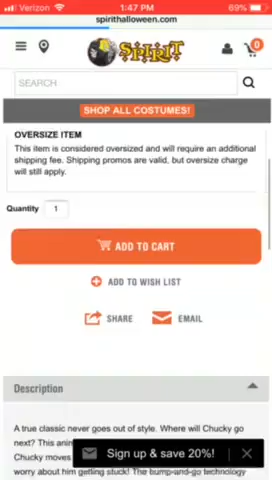 Verizon 1:47 PM 69%
spirithalloween.com
SPIRIT
0
SEARCH
SHOP ALL COSTUMES!
OVERSIZE ITEM
This item is considered oversized and will require an additional
shipping fee. Shipping promos are valid, but oversize charge
will still apply.
Quantity 1
ADD TO CART
ADD TO WISH LIST
SHARE EMAIL
Description
A true classic never goes out of style. Where will Chucky go
next? This anim
Chucky moves
worry about him getting stuck! The bump-and-go technology
Sign up & save 20%!